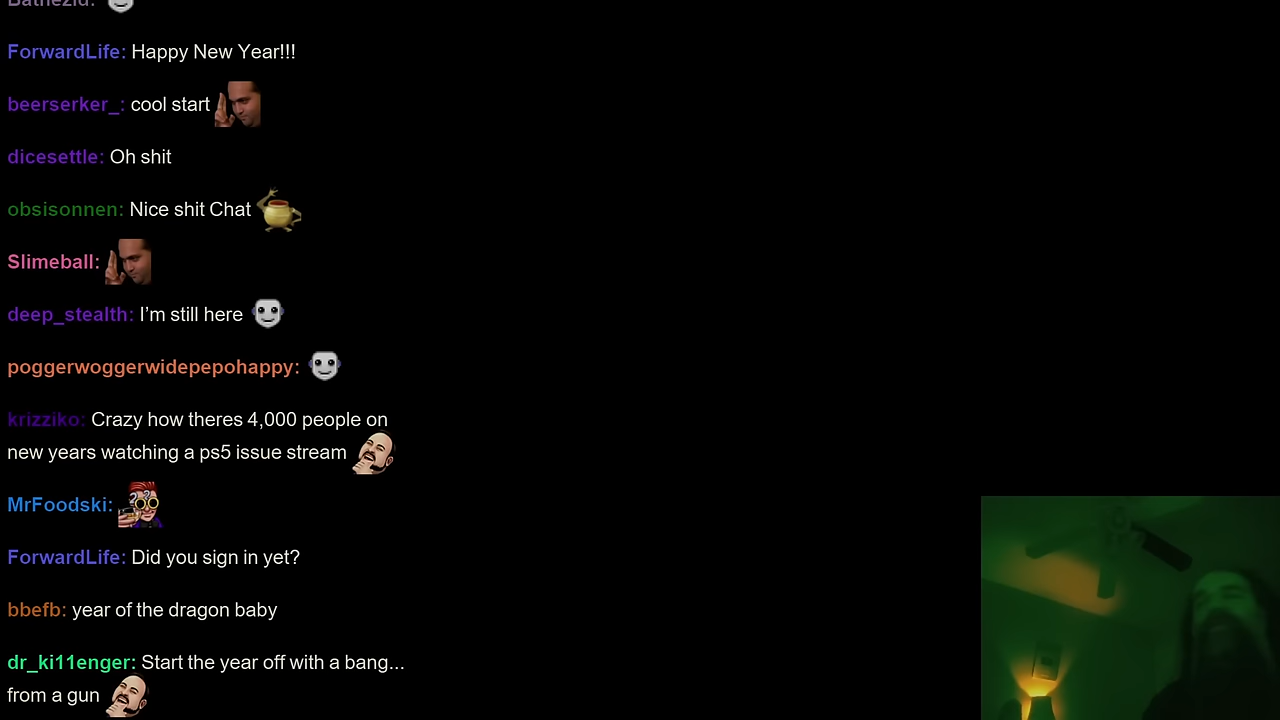 Bathezid:
ForwardLife: Happy New Year!!!
beerserker_: cool start
dicesettle: Oh shit
obsisonnen: Nice shit Chat
Slimeball:
deep_stealth: I’m still here
poggerwoggerwidepepohappy:
krizziko: Crazy how theres 4,000 people on
new years watching a ps5 issue stream
MrFoodski:
ForwardLife: Did you sign in yet?
bbefb: year of the dragon baby
dr_ki11enger: Start the year off with a bang...
from a gun